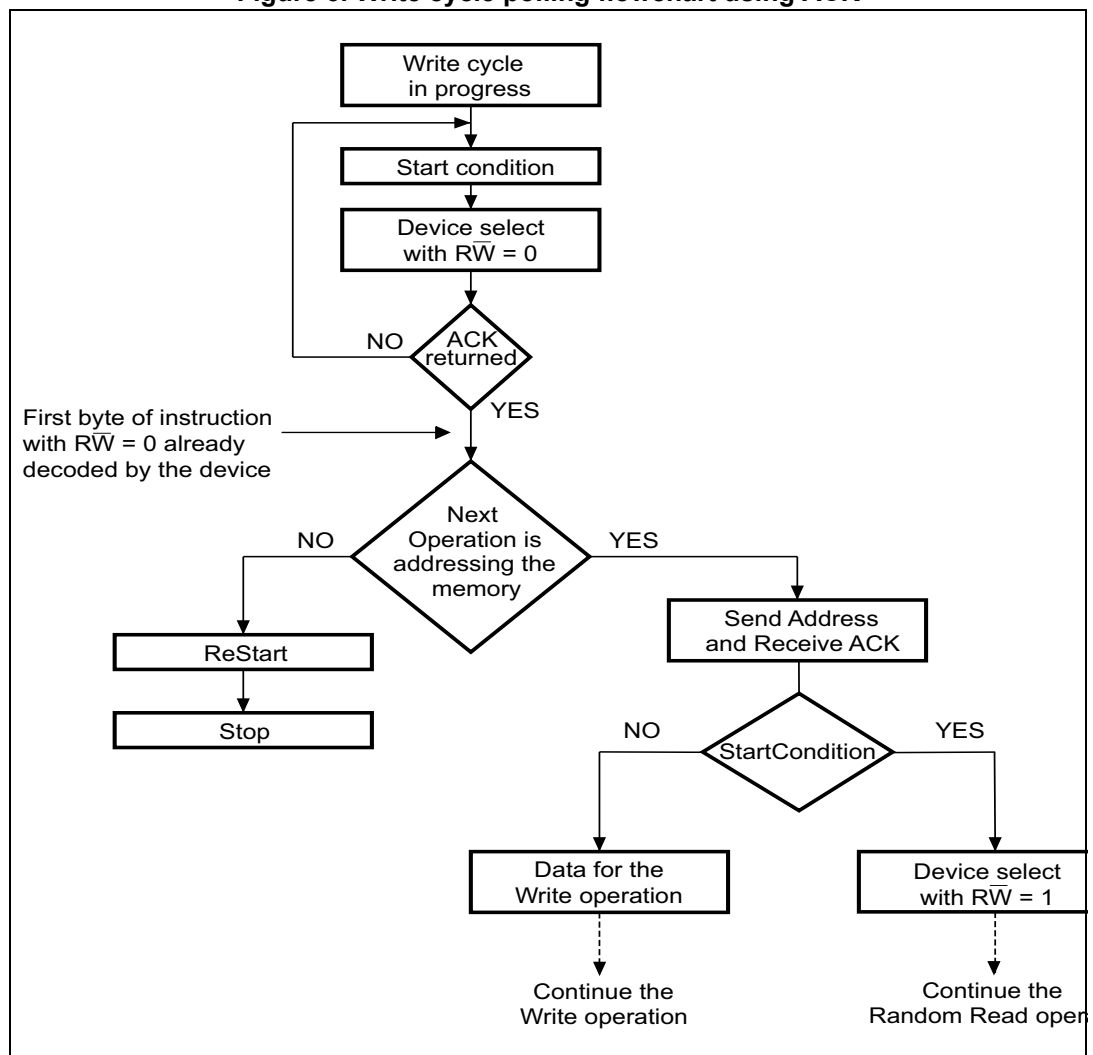 Write cycle
in progress
Start condition
Device select
with RW̅ = 0
NO
ACK
returned
YES
First byte of instruction
with RW̅ = 0 already
decoded by the device
Next
Operation is
addressing the
memory
NO
YES
ReStart
Stop
Send Address
and Receive ACK
StartCondition
NO
YES
Data for the
Write operation
Device select
with RW̅ = 1
Continue the
Write operation
Continue the
Random Read oper